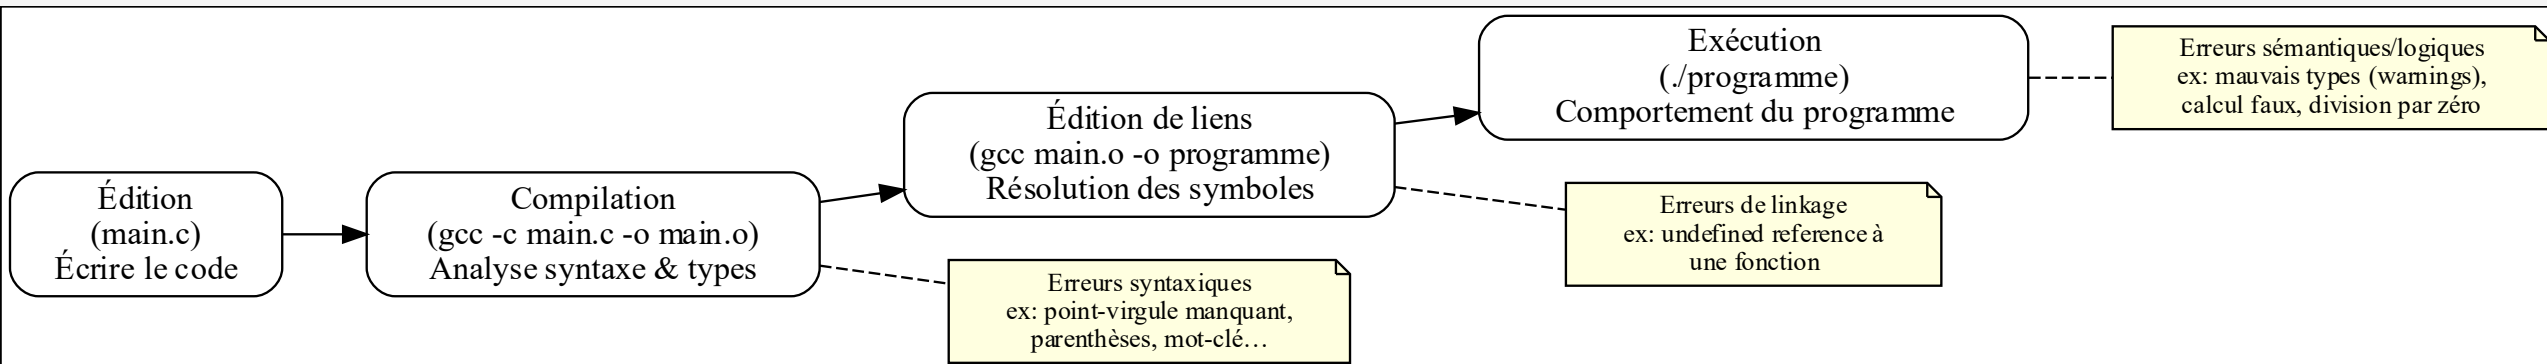 Édition
(main.c)
Écrire le code
Compilation
(gcc -c main.c -o main.o)
Analyse syntaxe & types
Édition de liens
(gcc main.o -o programme)
Résolution des symboles
Exécution
(./programme)
Comportement du programme
Erreurs syntaxiques
ex: point-virgule manquant,
parenthèses, mot-clé…
Erreurs de linkage
ex: undefined reference à
une fonction
Erreurs sémantiques/logiques
ex: mauvais types (warnings),
calcul faux, division par zéro